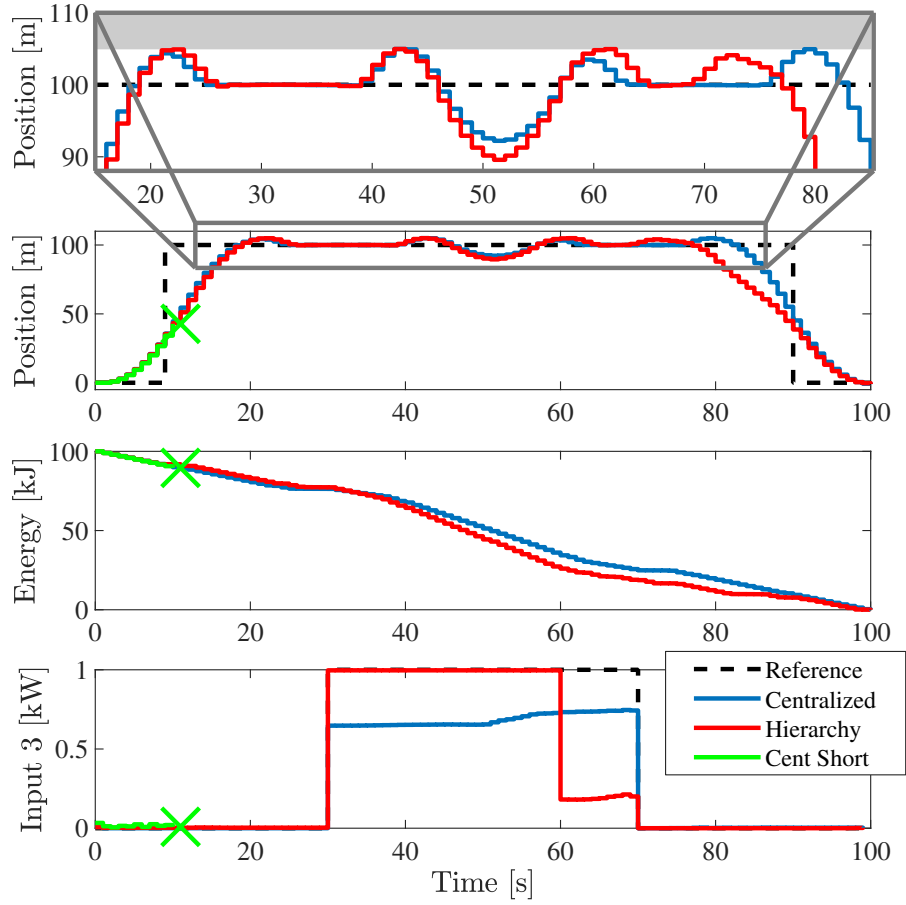 110
100
90
Position [m]
20 30 40 50 60 70 80
100
50
0
Position [m]
0 20 40 60 80 100
100
50
0
Energy [kJ]
0 20 40 60 80 100
1
0.5
0
Input 3 [kW]
Reference
Centralized
Hierarchy
Cent Short
0 20 40 60 80 100
Time [s]